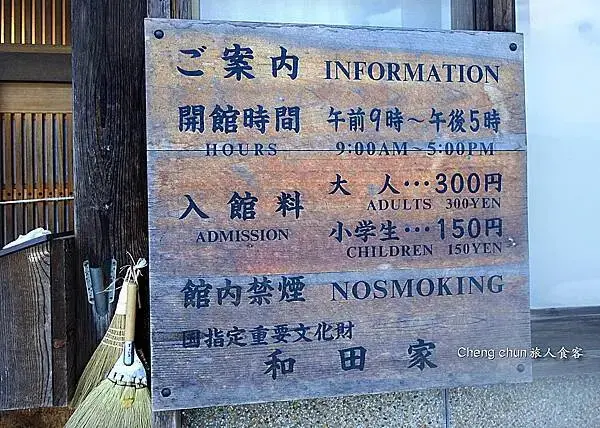 ご案内 INFORMATION
開館時間 午前9時～午後5時
HOURS 9:00AM～5:00PM
入館料 大人…300円
ADULTS 300YEN
ADMISSION 小学生…150円
CHILDREN 150YEN
館内禁煙 NOSMOKING
国指定重要文化財
和田家
Cheng chun 旅人食客